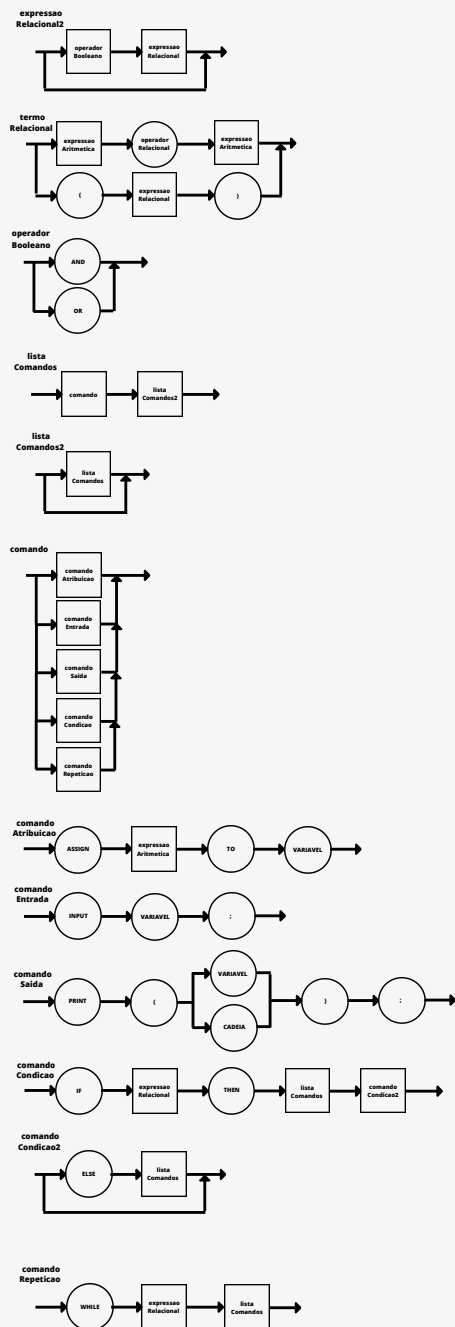 expressao
Relacional2
operador
Booleano
expressao
Relacional
termo
Relacional
expressao
Aritmetica
operador
Relacional
expressao
Aritmetica
(
expressao
Relacional
)
operador
Booleano
AND
OR
lista
Comandos
comando
lista
Comandos2
lista
Comandos2
lista
Comandos
comando
comando
Atribuicao
comando
Entrada
comando
Saida
comando
Condicao
comando
Repeticao
comando
Atribuicao
ASSIGN
expressao
Aritmetica
TO
VARIAVEL
comando
Entrada
INPUT
VARIAVEL
;
comando
Saida
PRINT
(
VARIAVEL
CADEIA
)
;
comando
Condicao
IF
expressao
Relacional
THEN
lista
Comandos
comando
Condicao2
comando
Condicao2
ELSE
lista
Comandos
comando
Repeticao
WHILE
expressao
Relacional
lista
Comandos